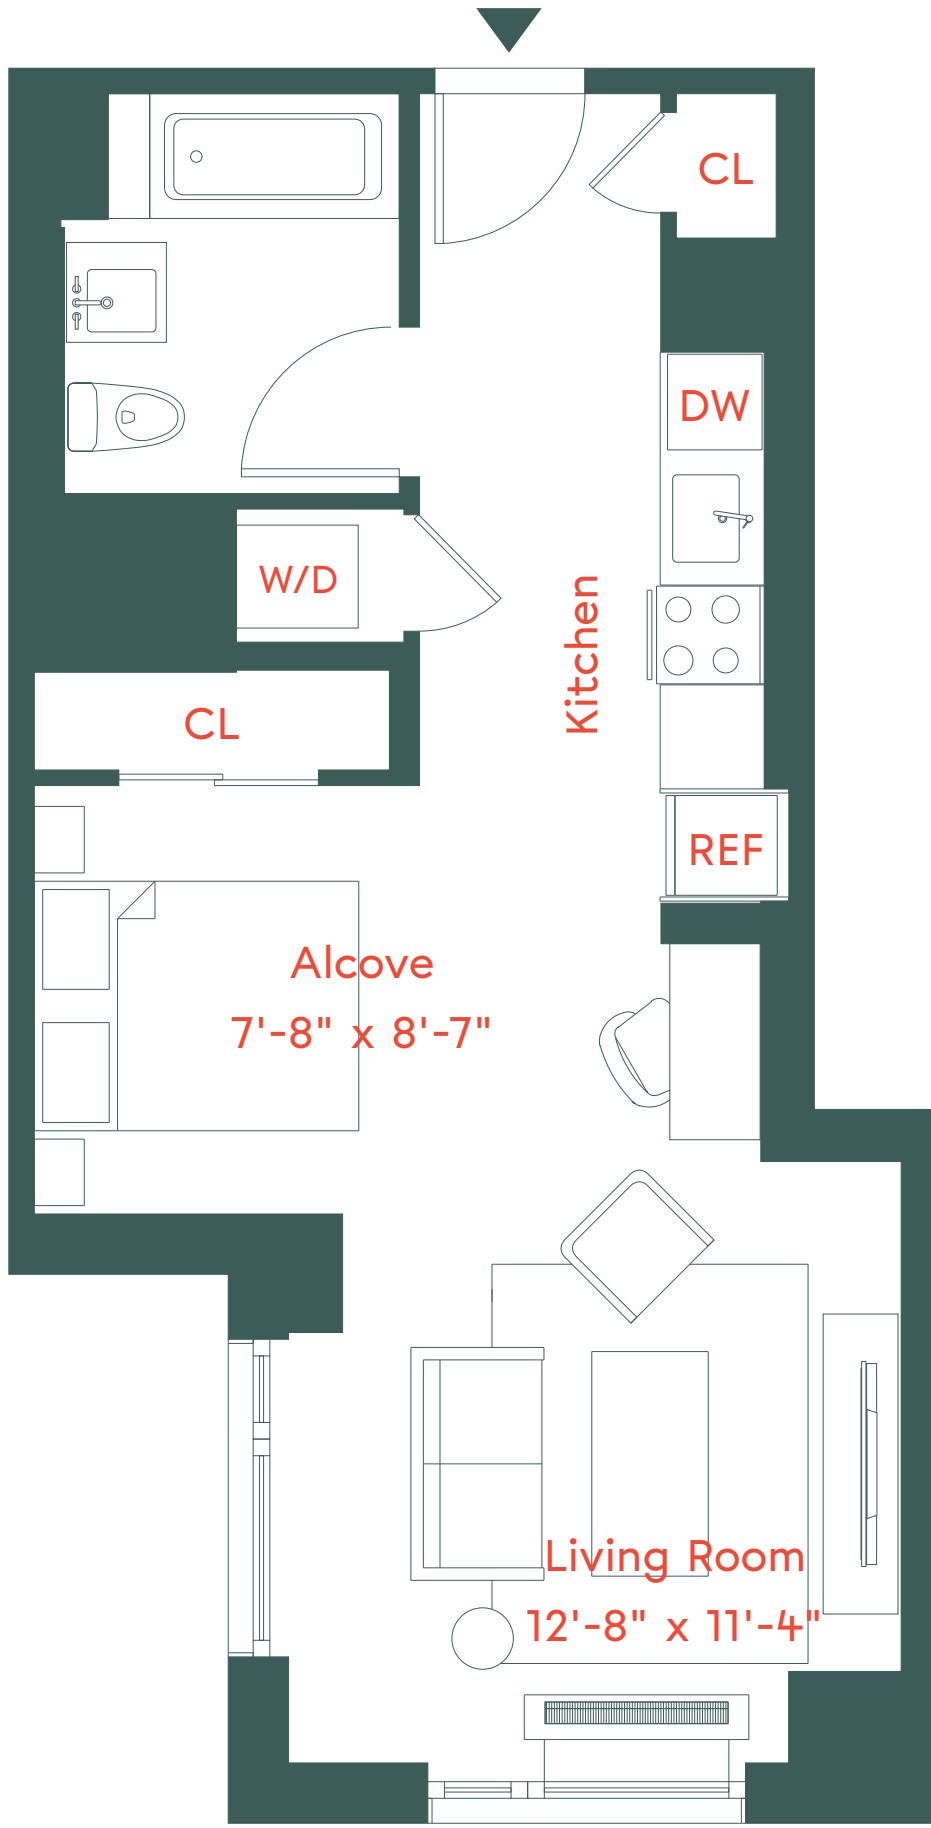 CL
DW
W/D
Kitchen
CL
REF
Alcove
7'-8" x 8'-7"
Living Room
12'-8" x 11'-4"